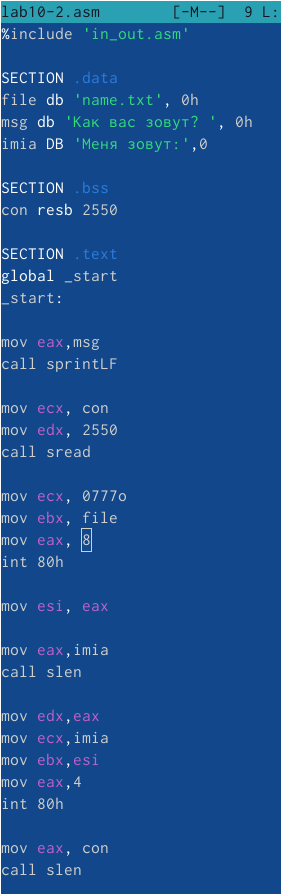 lab10-2.asm [-M--] 9 L:
%include 'in_out.asm'
SECTION .data
file db 'name.txt', 0h
msg db 'Как вас зовут? ', 0h
imia DB 'Меня зовут:',0
SECTION .bss
con resb 2550
SECTION .text
global _start
_start:
mov eax,msg
call sprintLF
mov ecx, con
mov edx, 2550
call sread
mov ecx, 0777o
mov ebx, file
mov eax, 8
int 80h
mov esi, eax
mov eax,imia
call slen
mov edx,eax
mov ecx,imia
mov ebx,esi
mov eax,4
int 80h
mov eax, con
call slen